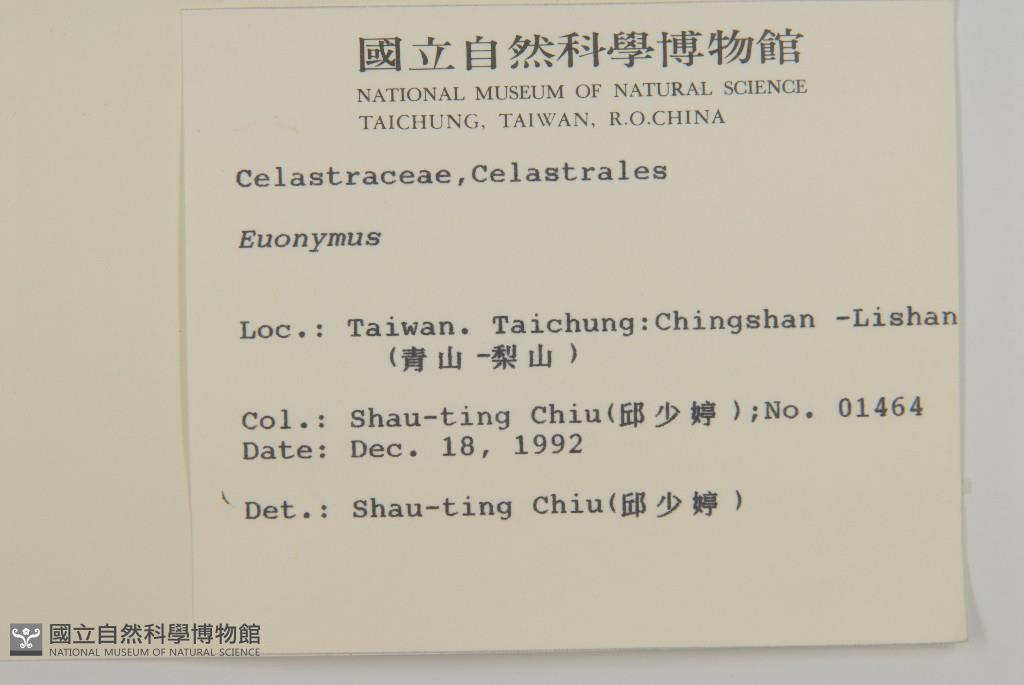 國立自然科學博物館
NATIONAL MUSEUM OF NATURAL SCIENCE
TAICHUNG, TAIWAN, R.O.CHINA
Celastraceae,Celastrales
Euonymus
Loc.: Taiwan. Taichung:Chingshan -Lishan
(青山-梨山)
Col.: Shau-ting Chiu(邱少婷);No. 01464
Date: Dec. 18, 1992
Det.: Shau-ting Chiu(邱少婷)
國立自然科學博物館
NATIONAL MUSEUM OF NATURAL SCIENCE